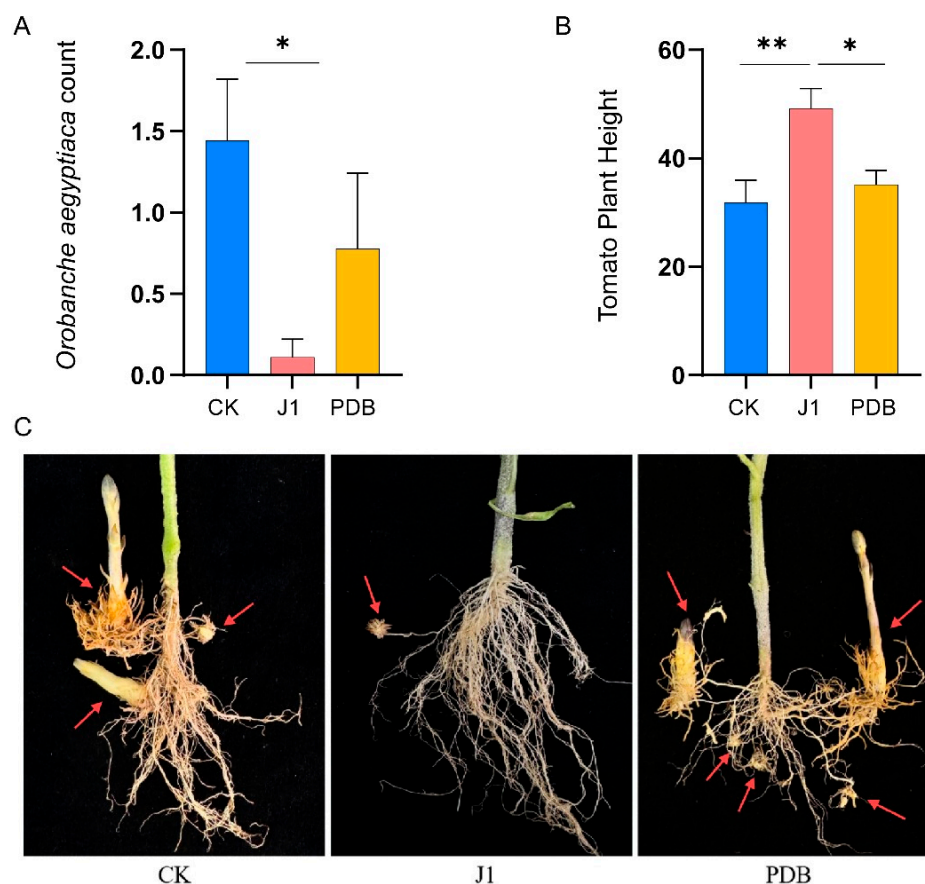 A
Orobanche aegyptiaca count
2.0
1.5
1.0
0.5
0.0
*
CK
J1
PDB
B
Tomato Plant Height
60
40
20
0
**
*
CK
J1
PDB
C
CK
J1
PDB